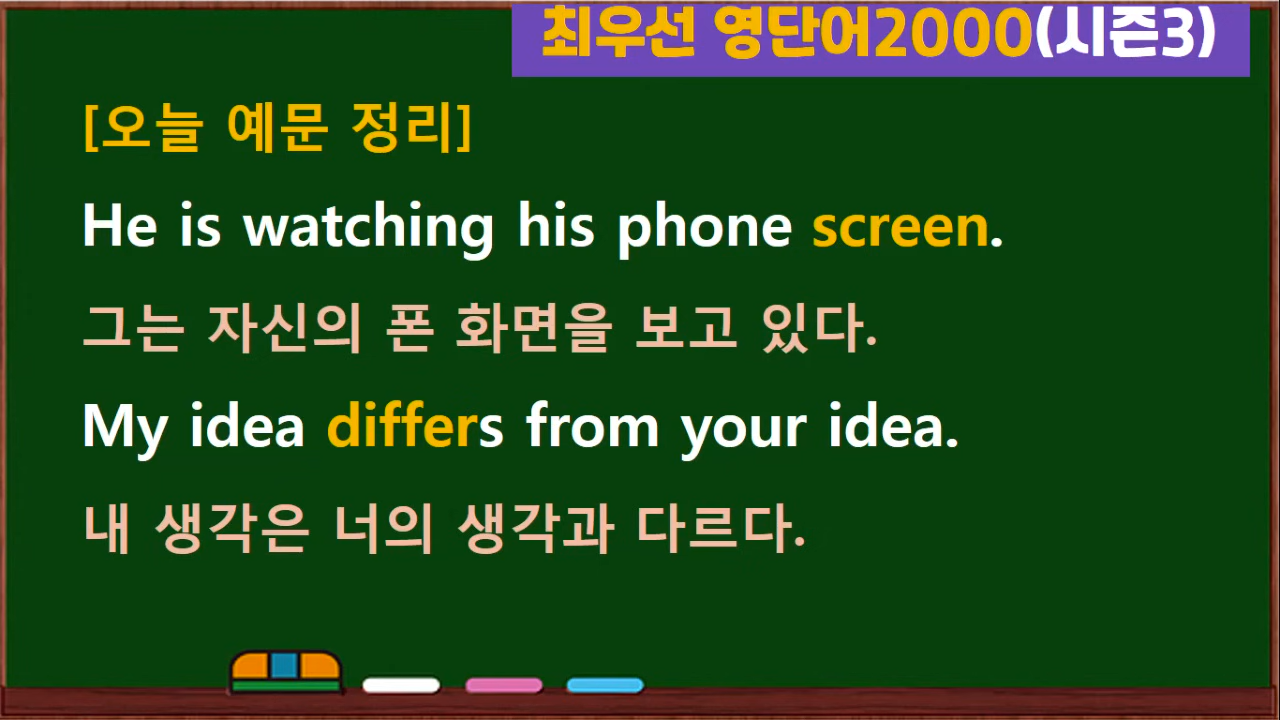 최우선 영단어2000(시즌3)
[오늘 예문 정리]
He is watching his phone screen.
그는 자신의 폰 화면을 보고 있다.
My idea differs from your idea.
내 생각은 너의 생각과 다르다.